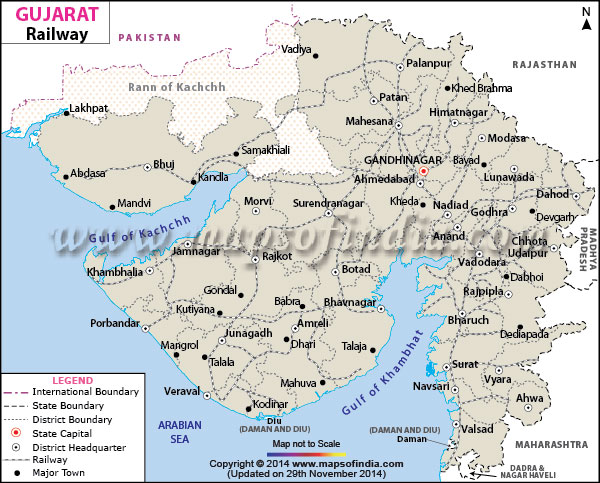 GUJARAT
Railway
N
PAKISTAN
RAJASTHAN
Vadiya
Palanpur
Rann of Kachchh
Khed Brahma
Patan
Lakhpat
Himatnagar
Mahesana
Modasa
Samakhiali
GANDHINAGAR
Bayad
Bhuj
Lunawada
Abdasa
Kandla
Ahmedabad
Dahod
Mandvi
Morvi
Surendranagar
Kheda
Nadiad
Godhra
Devgarh
Gulf of Kachchh
www.mapsofindia.com
Anand
MADHYA
PRADESH
Jamnagar
Chhota
Udaipur
Khambhalia
Rajkot
Vadodara
Botad
Dabhoi
Gondal
Babra
Bhavnagar
Rajpipla
Kutiyana
Porbandar
Amreli
Bharuch
Junagadh
Dediapada
Mangrol
Dhari
Talaja
Gulf of Khambhat
Talala
Surat
Vyara
Veraval
Mahuva
Navsari
Kodinar
Ahwa
Diu
(DAMAN AND DIU)
ARABIAN
SEA
(DAMAN AND DIU)
Daman
Valsad
MAHARASHTRA
DADRA &
NAGAR HAVELI
LEGEND
International Boundary
State Boundary
District Boundary
State Capital
District Headquarter
Railway
Major Town
Map not to Scale
Copyright © 2014 www.mapsofindia.com
(Updated on 29th November 2014)